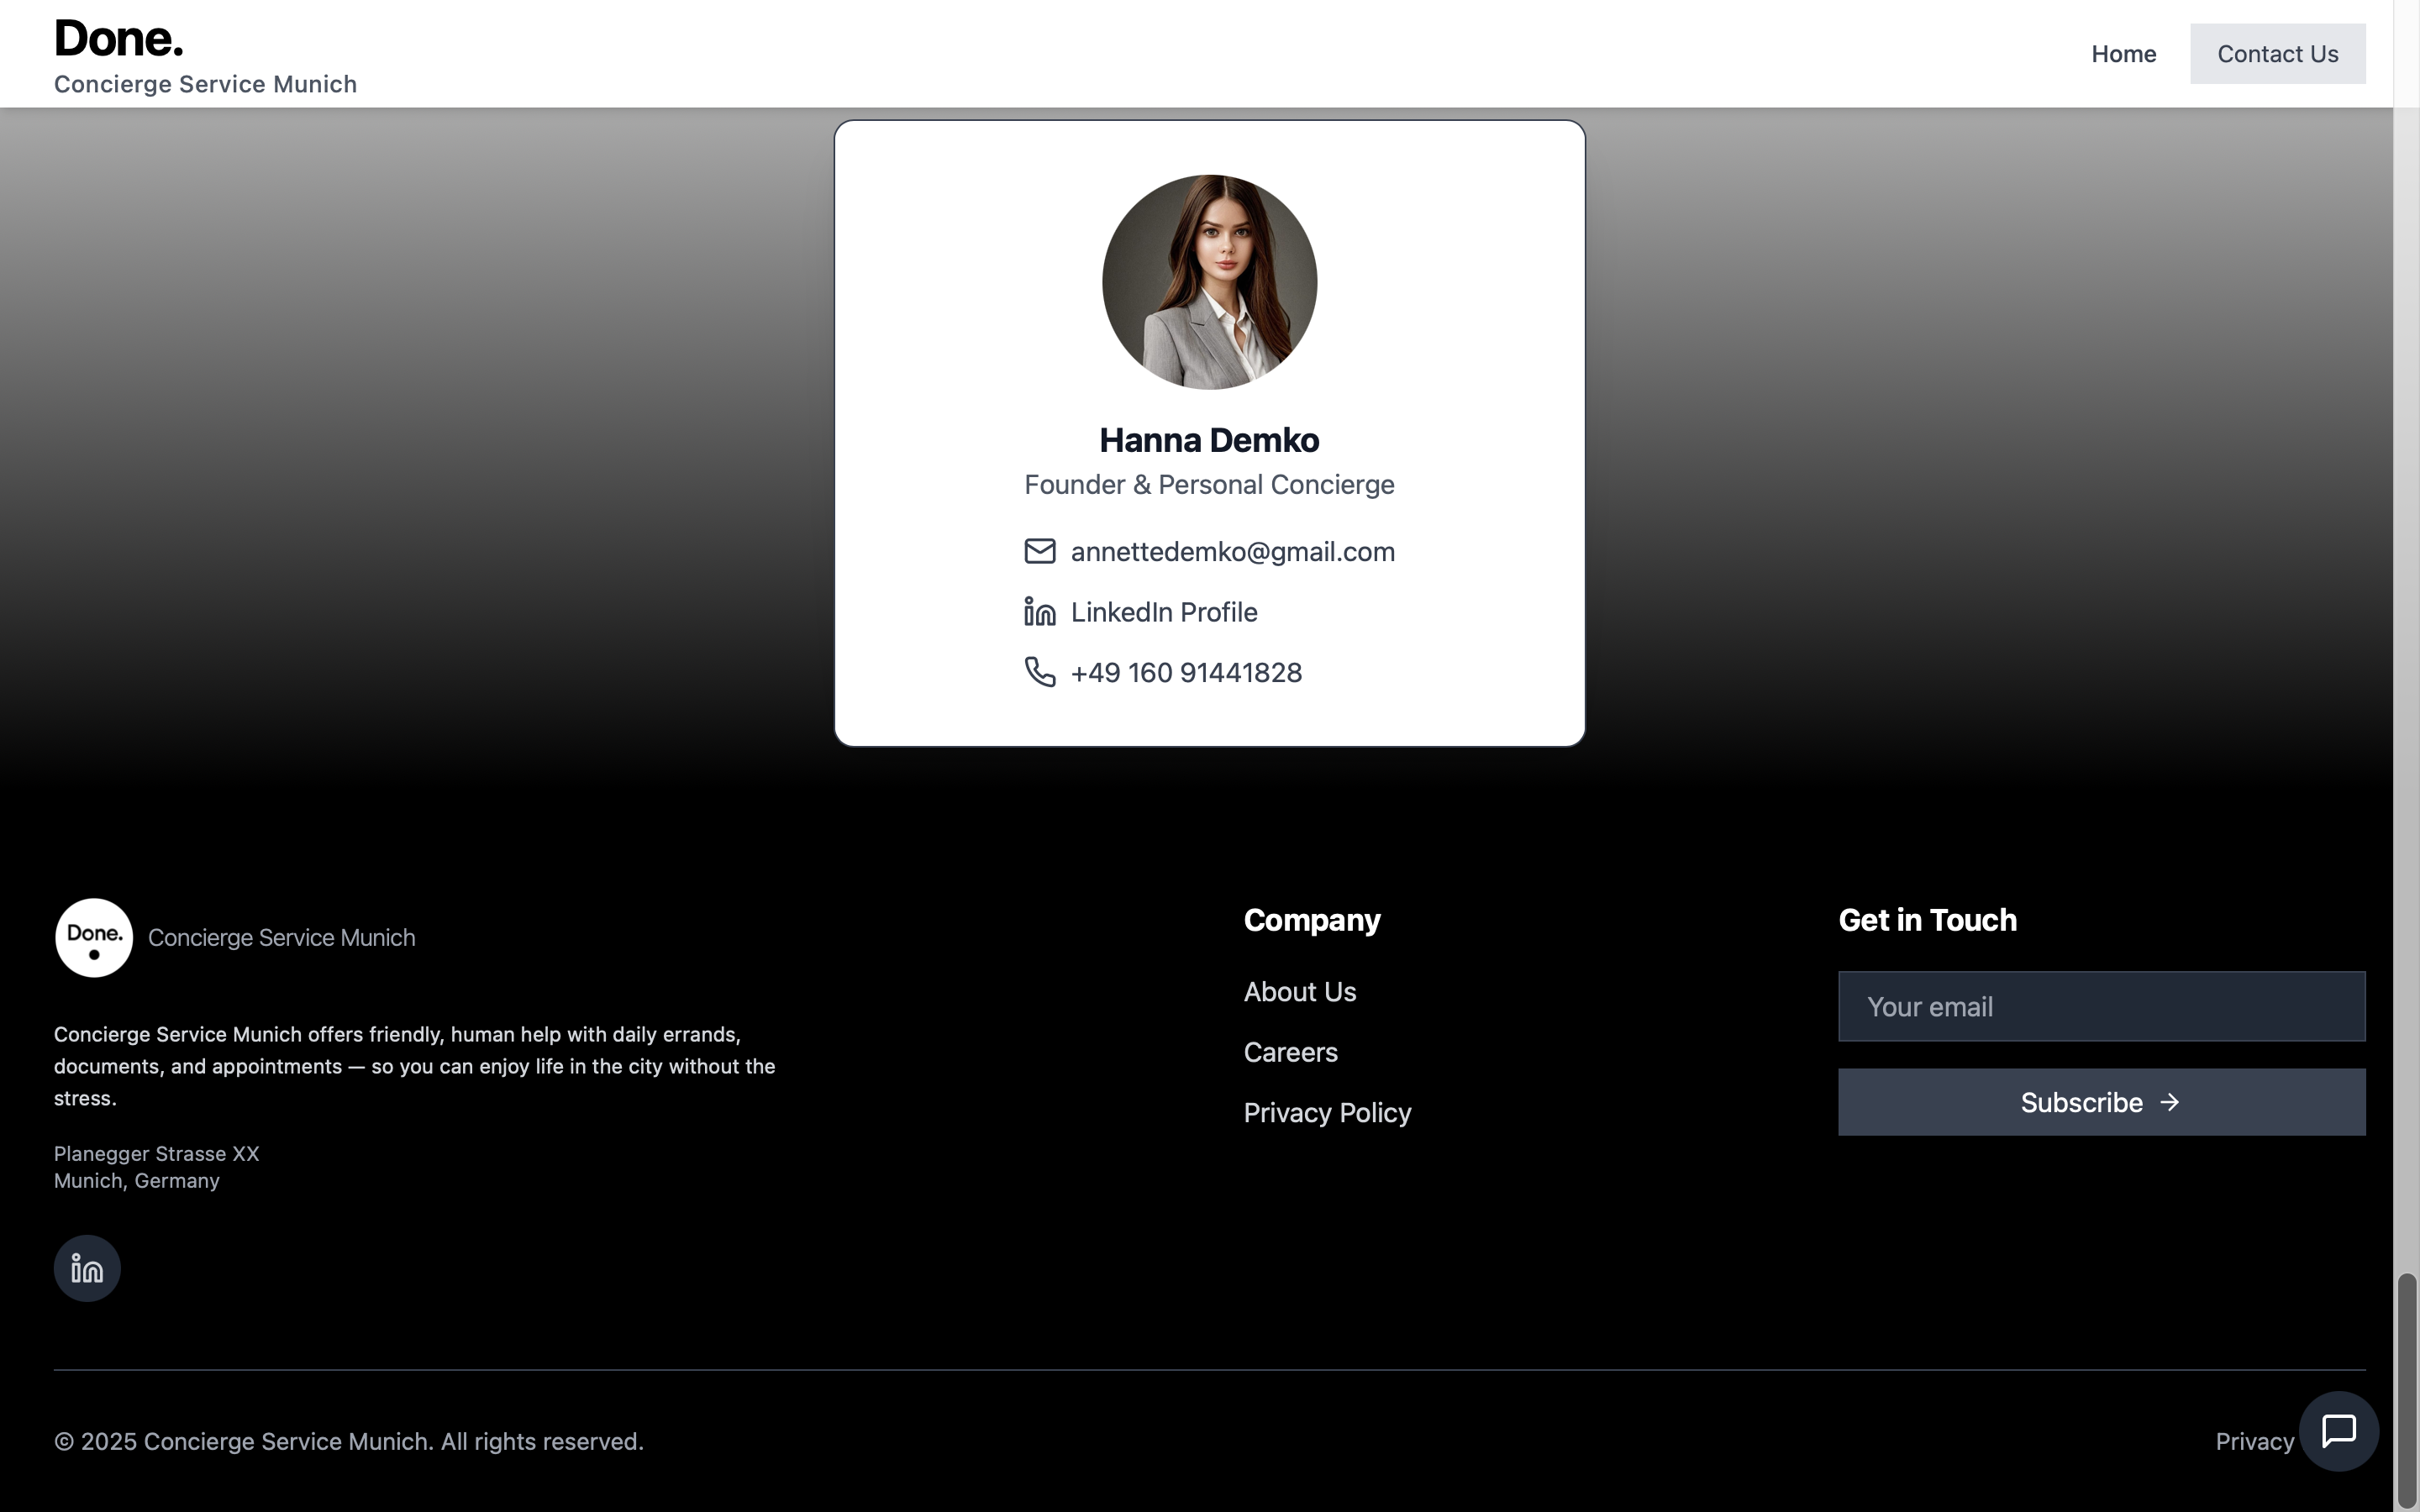 Done.
Concierge Service Munich
Home
Contact Us
Hanna Demko
Founder & Personal Concierge
annettedemko@gmail.com
LinkedIn Profile
+49 160 91441828
Done.
Concierge Service Munich
Concierge Service Munich offers friendly, human help with daily errands,
documents, and appointments — so you can enjoy life in the city without the
stress.
Planegger Strasse XX
Munich, Germany
Company
About Us
Careers
Privacy Policy
Get in Touch
Your email
Subscribe →
© 2025 Concierge Service Munich. All rights reserved.
Privacy